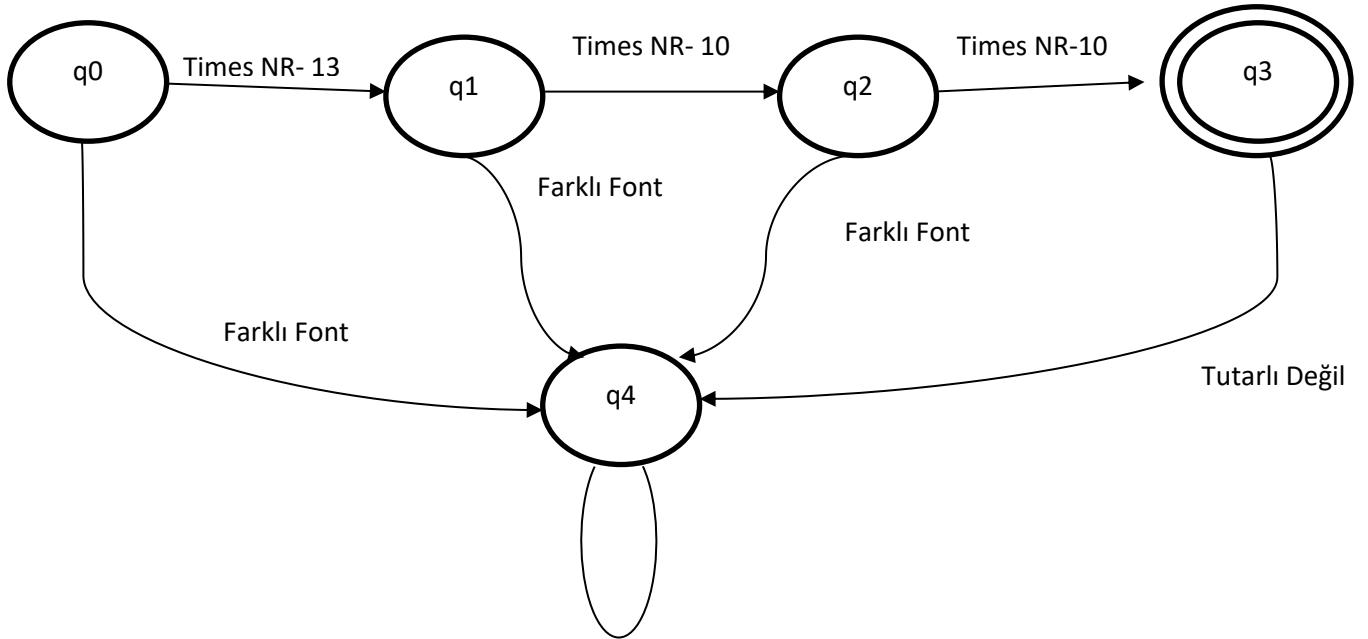 q0
Times NR- 13
q1
Times NR- 10
q2
Times NR-10
q3
Farklı Font
Farklı Font
Farklı Font
Tutarlı Değil
q4